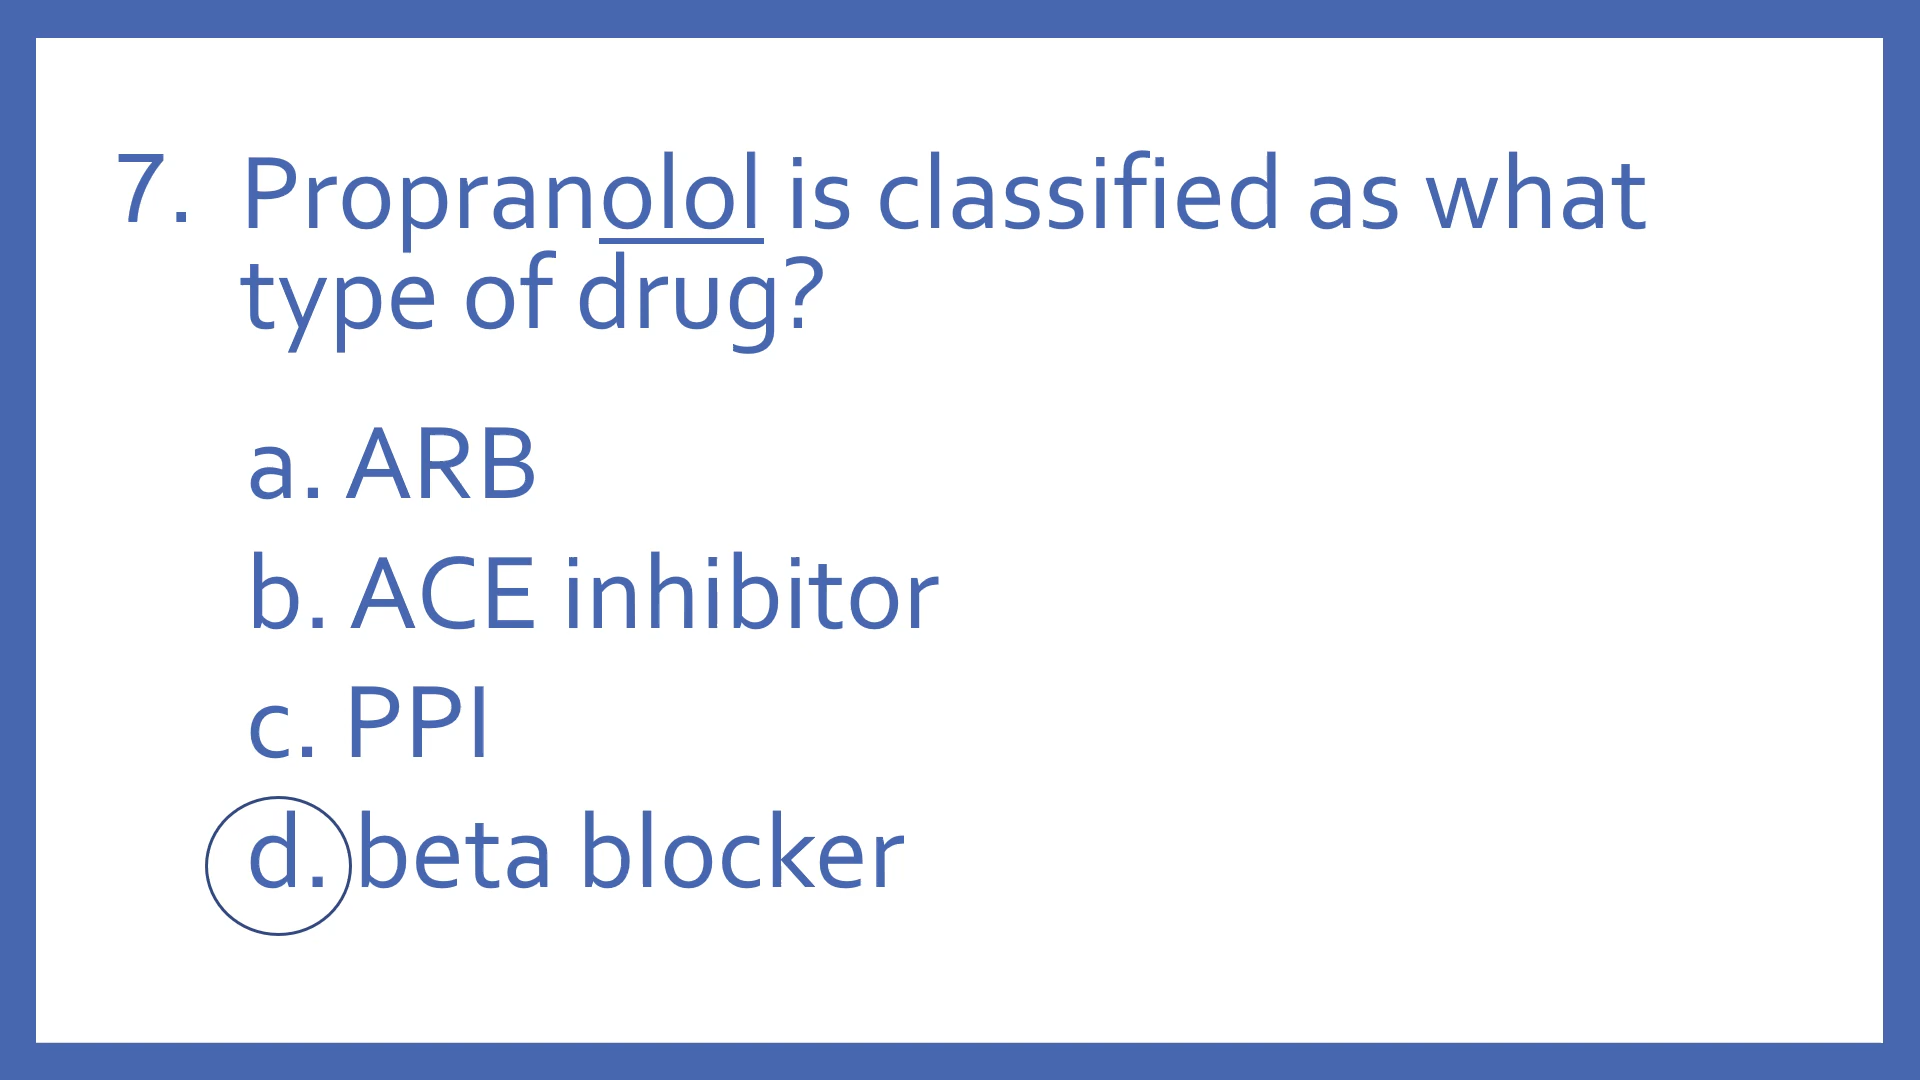 7. Propranolol is classified as what
type of drug?
a. ARB
b. ACE inhibitor
c. PPI
d. beta blocker